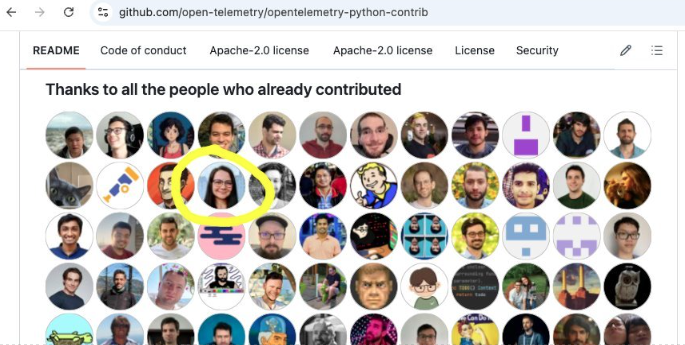 github.com/open-telemetry/opentelemetry-python-contrib
README Code of conduct Apache-2.0 license Apache-2.0 license License Security
Thanks to all the people who already contributed